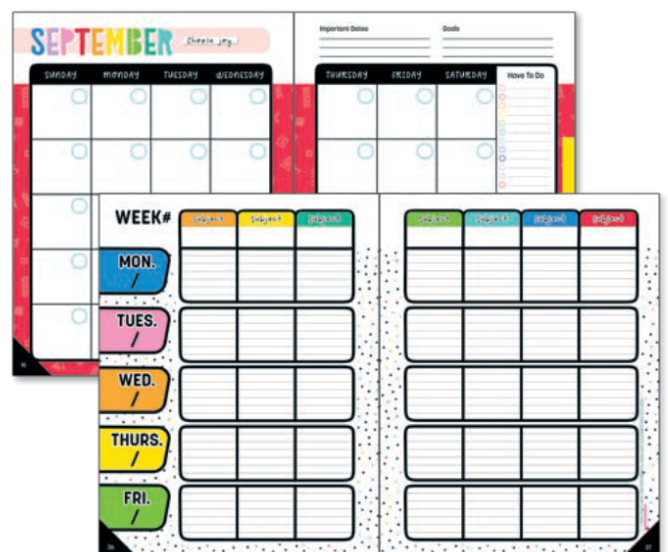 SEPTEMBER
Choose joy
Important Dates
Goals
SUNDAY MONDAY TUESDAY WEDNESDAY
THURSDAY FRIDAY SATURDAY
Have To Do
WEEK#
Subject Subject Subject
Subject Subject Subject Subject
MON.
/
TUES.
/
WED.
/
THURS.
/
FRI.
/